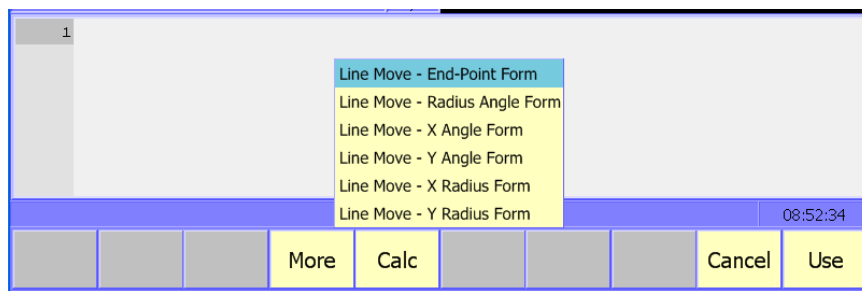 1
Line Move - End-Point Form
Line Move - Radius Angle Form
Line Move - X Angle Form
Line Move - Y Angle Form
Line Move - X Radius Form
Line Move - Y Radius Form
08:52:34
More Calc Cancel Use